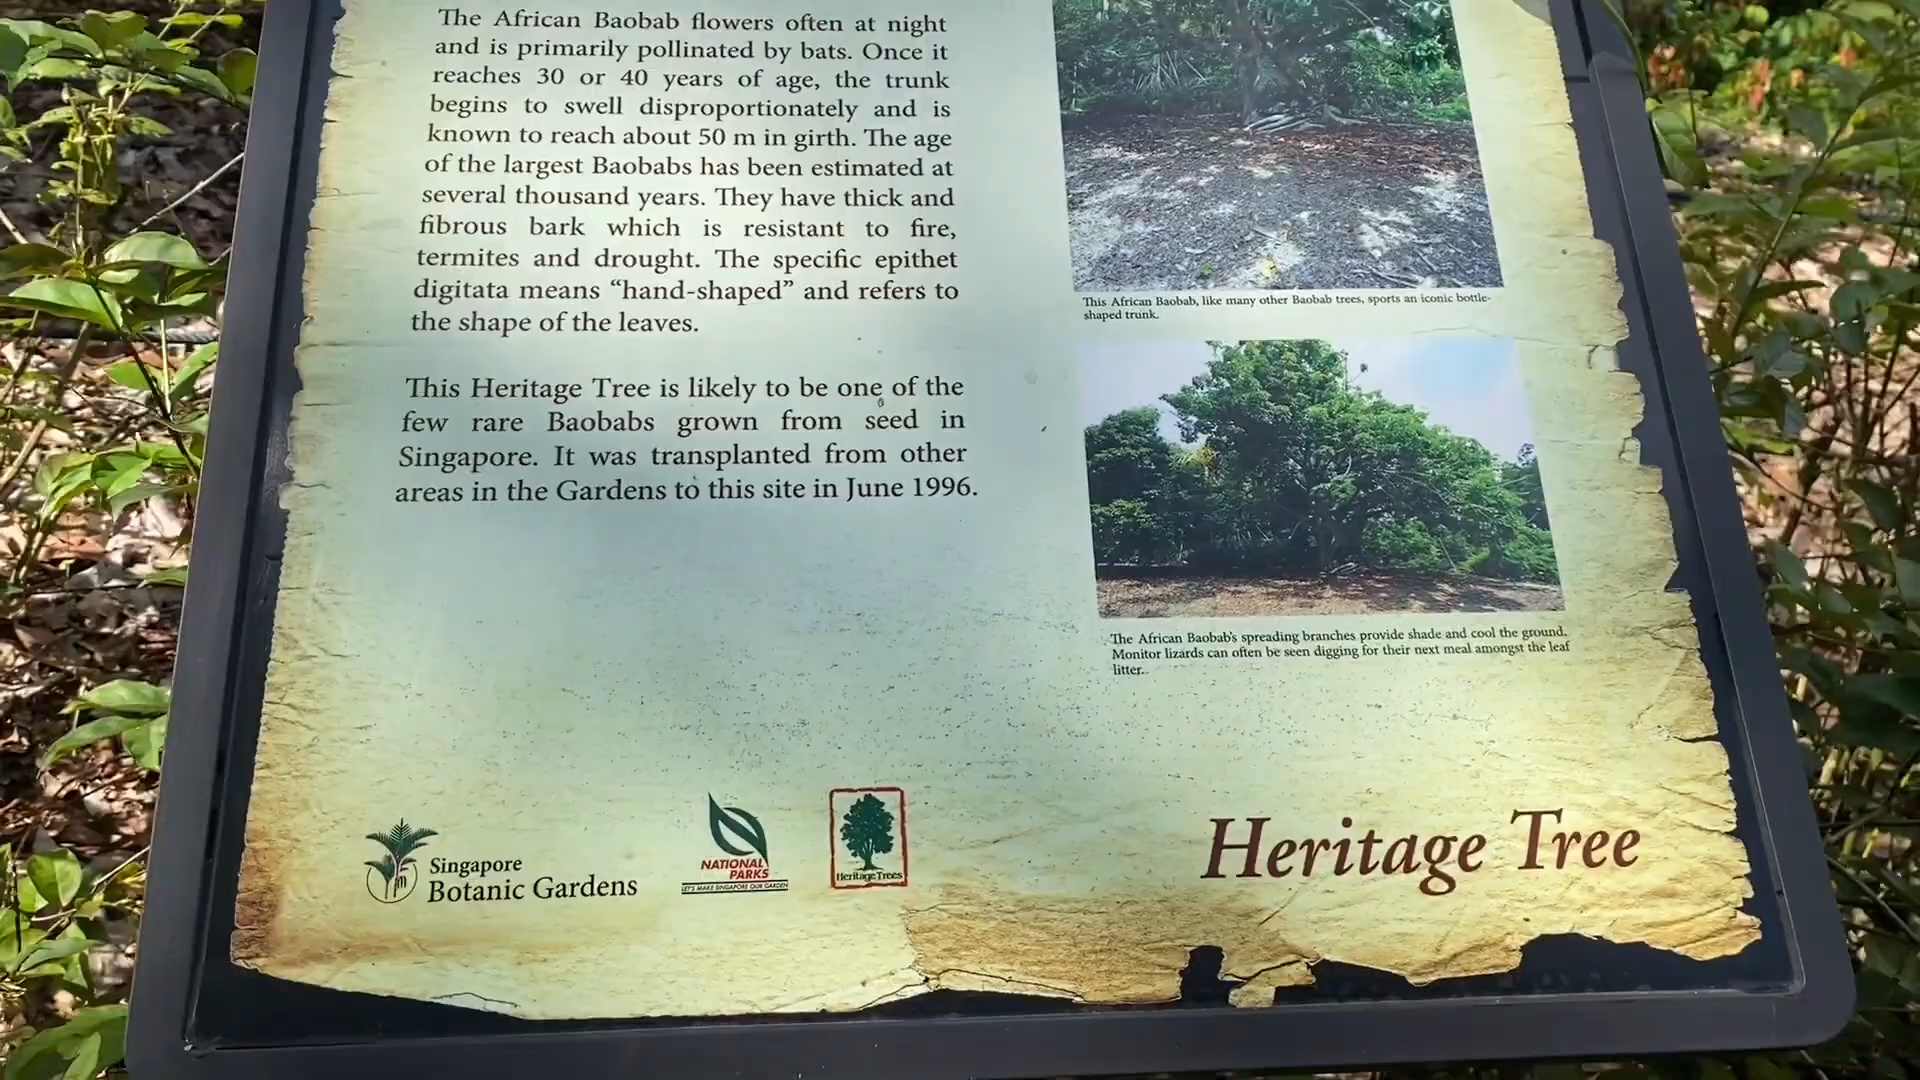 The African Baobab flowers often at night
and is primarily pollinated by bats. Once it
reaches 30 or 40 years of age, the trunk
begins to swell disproportionately and is
known to reach about 50 m in girth. The age
of the largest Baobabs has been estimated at
several thousand years. They have thick and
fibrous bark which is resistant to fire,
termites and drought. The specific epithet
digitata means “hand-shaped” and refers to
the shape of the leaves.
This Heritage Tree is likely to be one of the
few rare Baobabs grown from seed in
Singapore. It was transplanted from other
areas in the Gardens to this site in June 1996.
This African Baobab, like many other Baobab trees, sports an iconic bottle-
shaped trunk.
The African Baobab's spreading branches provide shade and cool the ground.
Monitor lizards can often be seen digging for their next meal amongst the leaf
litter.
Singapore
Botanic Gardens
NATIONAL
PARKS
LET'S MAKE SINGAPORE OUR GARDEN
Heritage Trees
Heritage Tree